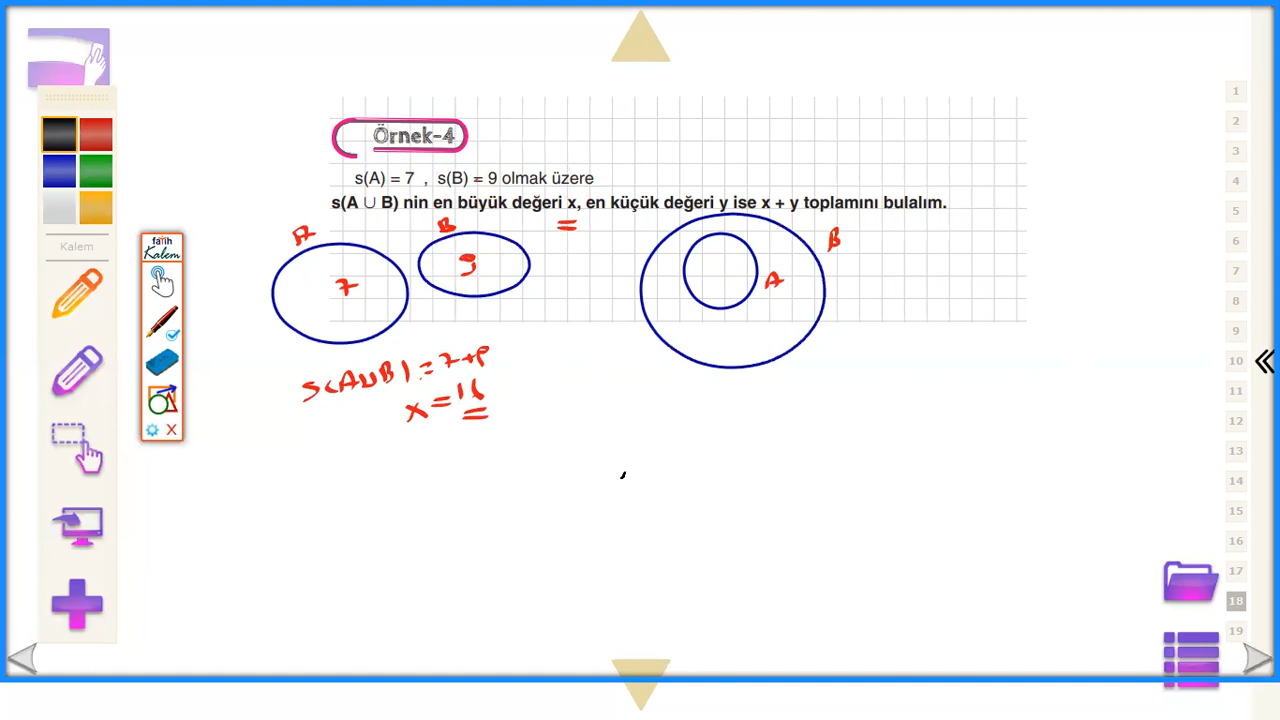 Örnek-4
s(A) = 7 , s(B) = 9 olmak üzere
s(A ∪ B) nin en büyük değeri x, en küçük değeri y ise x + y toplamını bulalım.
A
B
=
B
7
9
A
s(A∪B) = 7+9
x = 16
Kalem
fatih
Kalem
X
1
2
3
4
5
6
7
8
9
10
11
12
13
14
15
16
17
18
19